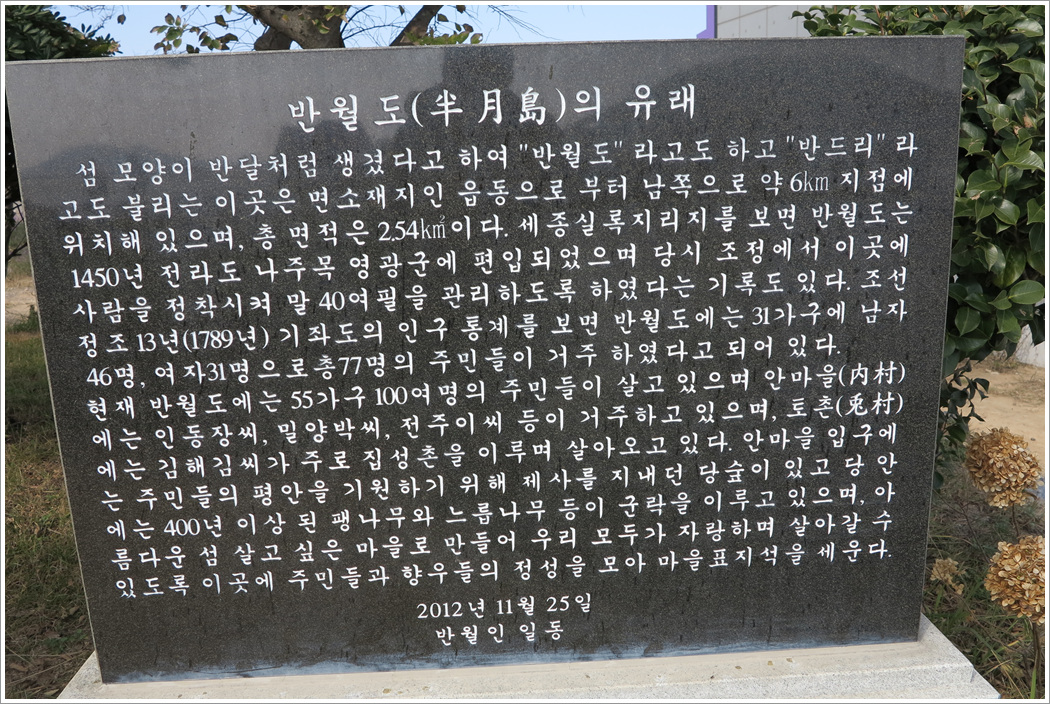 반월도(半月島)의 유래
섬 모양이 반달처럼 생겼다고 하여 "반월도" 라고도 하고 "반드리" 라
고도 불리는 이곳은 면소재지인 읍동으로 부터 남쪽으로 약 6㎞ 지점에
위치해 있으며, 총 면적은 2.54㎢이다. 세종실록지리지를 보면 반월도는
1450년 전라도 나주목 영광군에 편입되었으며 당시 조정에서 이곳에
사람을 정착시켜 말 40여필을 관리하도록 하였다는 기록도 있다. 조선
정조 13년(1789년) 기좌도의 인구 통계를 보면 반월도에는 31가구에 남자
46명, 여자31명으로총77명의 주민들이 거주 하였다고 되어 있다.
현재 반월도에는 55가구 100여명의 주민들이 살고있으며 안마을(内村)
에는 인동장씨, 밀양박씨, 전주이씨 등이 거주하고 있으며, 토촌(兎村)
에는 김해김씨가 주로 집성촌을 이루며 살아오고 있다. 안마을 입구에
는 주민들의 평안을 기원하기 위해 제사를 지내던 당숲이 있고 당 안
에는 400년 이상 된 팽나무와 느릅나무 등이 군락을 이루고 있으며, 아
름다운 섬 살고 싶은 마을로 만들어 우리 모두가 자랑하며 살아갈 수
있도록 이곳에 주민들과 향우들의 정성을 모아 마을표지석을 세운다.
2012년 11월 25일
반월인 일동